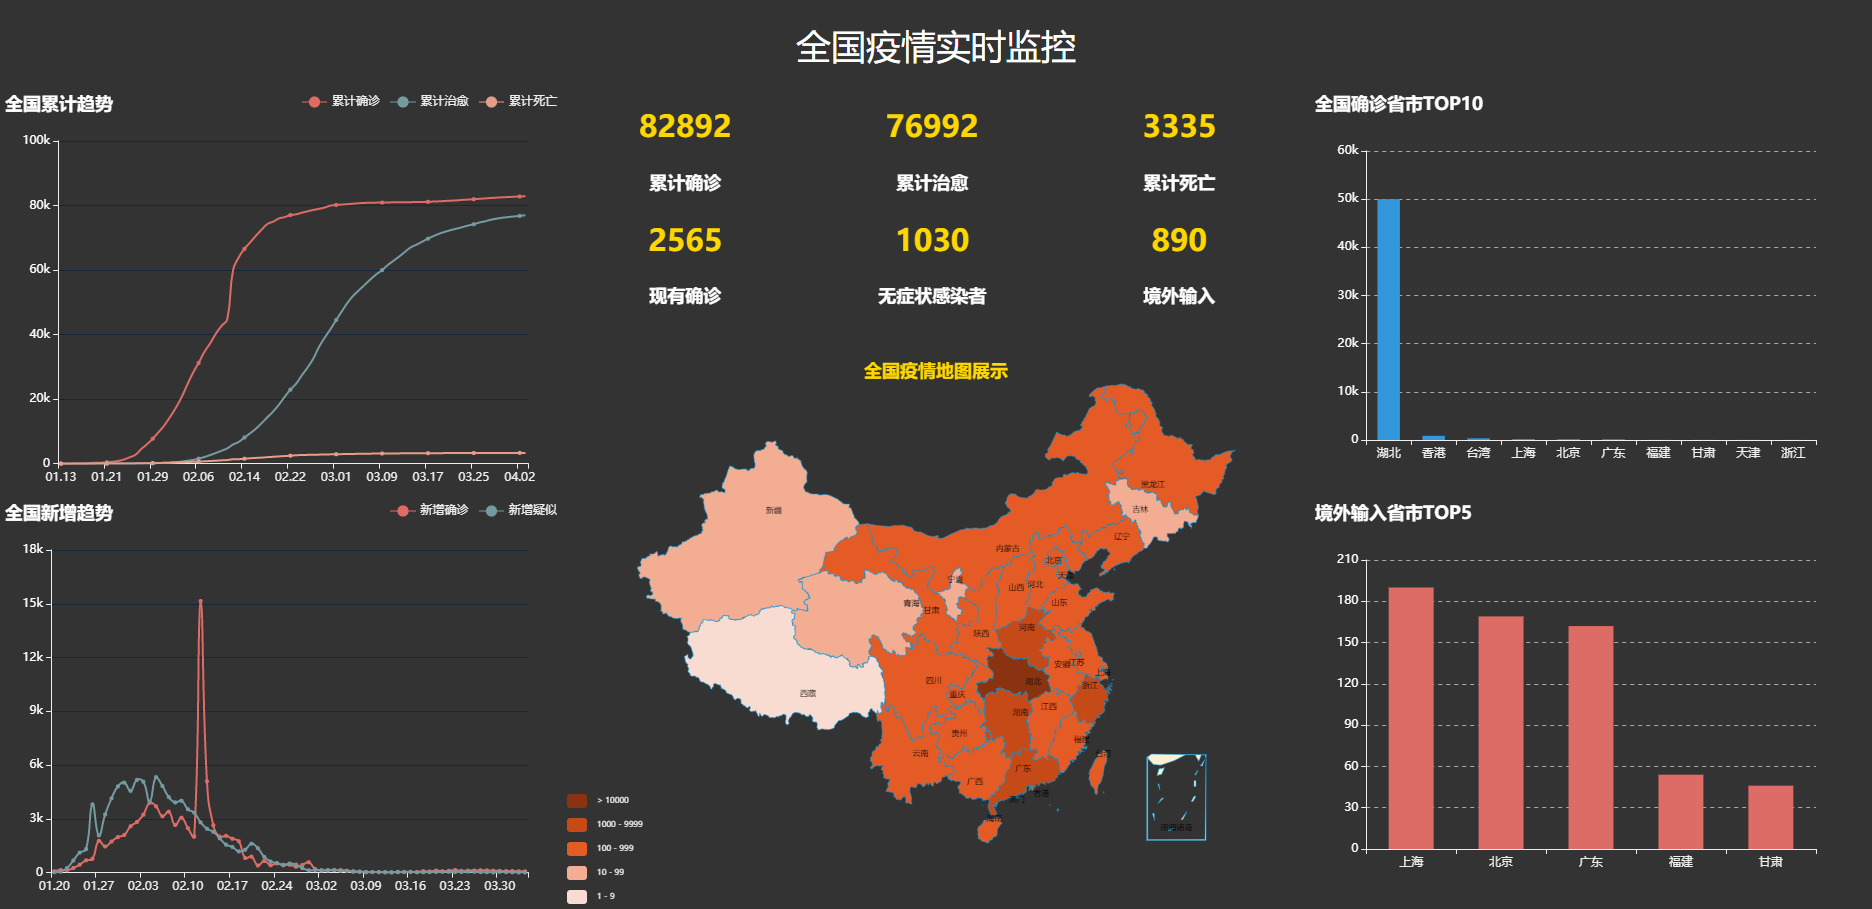 全国疫情实时监控
全国累计趋势
累计确诊 累计治愈 累计死亡
100k
80k
60k
40k
20k
0
01.13 01.21 01.29 02.06 02.14 02.22 03.01 03.09 03.17 03.25 04.02
全国新增趋势
新增确诊 新增疑似
18k
15k
12k
9k
6k
3k
0
01.20 01.27 02.03 02.10 02.17 02.24 03.02 03.09 03.16 03.23 03.30
82892 76992 3335
累计确诊 累计治愈 累计死亡
2565 1030 890
现有确诊 无症状感染者 境外输入
全国疫情地图展示
黑龙江
新疆
吉林
辽宁
内蒙古
北京
天津
宁夏
山西
河北
青海
甘肃
山东
陕西
河南
安徽
江苏
上海
四川
湖北
浙江
西藏
重庆
江西
湖南
贵州
福建
云南
台湾
广东
广西
香港
澳门
海南
南海诸岛
> 10000
1000 - 9999
100 - 999
10 - 99
1 - 9
全国确诊省市TOP10
60k
50k
40k
30k
20k
10k
0
湖北 香港 台湾 上海 北京 广东 福建 甘肃 天津 浙江
境外输入省市TOP5
210
180
150
120
90
60
30
0
上海 北京 广东 福建 甘肃